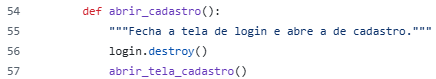 54 def abrir_cadastro():
55 """Fecha a tela de login e abre a de cadastro."""
56 login.destroy()
57 abrir_tela_cadastro()